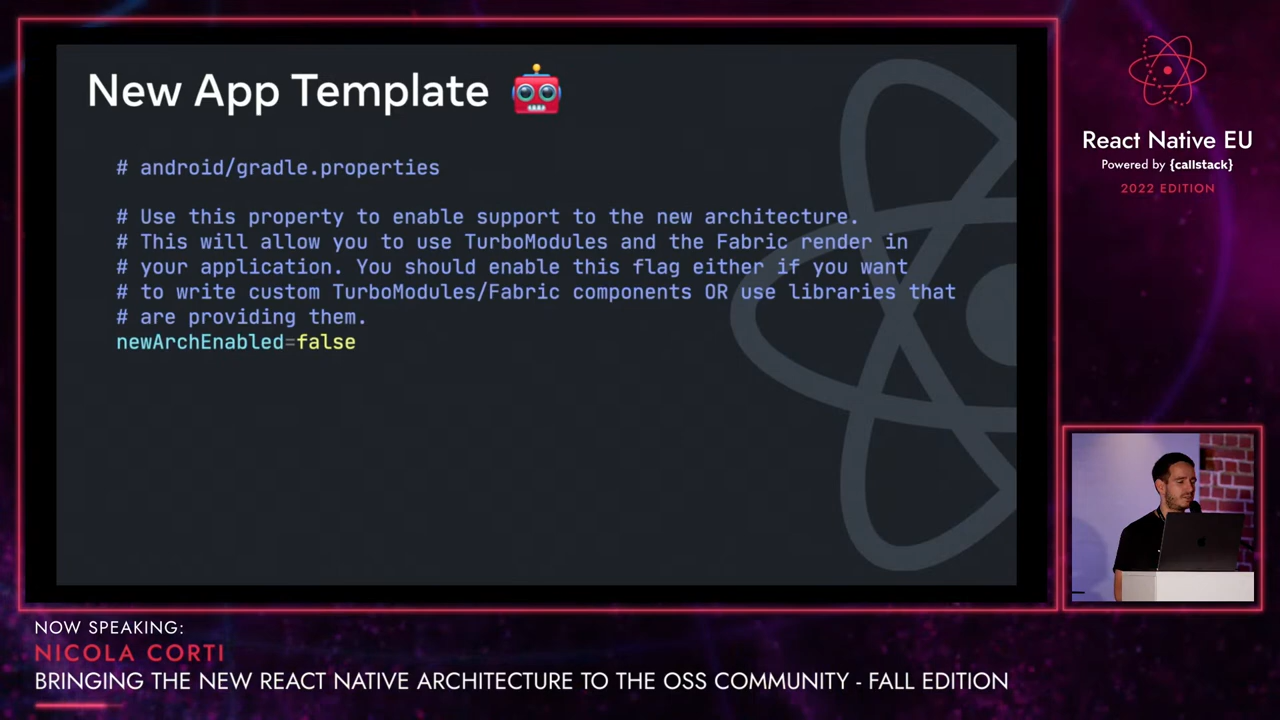 New App Template
# android/gradle.properties
# Use this property to enable support to the new architecture.
# This will allow you to use TurboModules and the Fabric render in
# your application. You should enable this flag either if you want
# to write custom TurboModules/Fabric components OR use libraries that
# are providing them.
newArchEnabled=false
React Native EU
Powered by {callstack}
2022 EDITION
NOW SPEAKING:
NICOLA CORTI
BRINGING THE NEW REACT NATIVE ARCHITECTURE TO THE OSS COMMUNITY - FALL EDITION